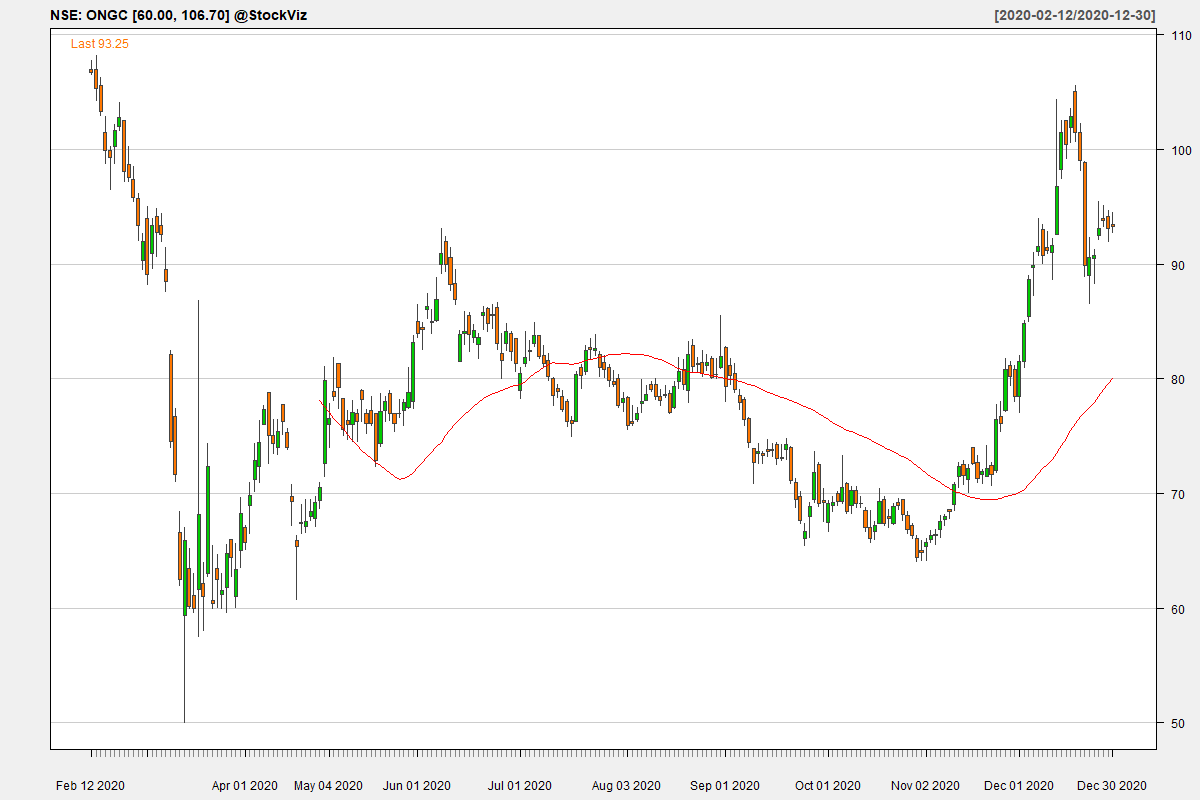 NSE: ONGC [60.00, 106.70] @StockViz [2020-02-12/2020-12-30]
Last 93.25
110
100
90
80
70
60
50
Feb 12 2020 Apr 01 2020 May 04 2020 Jun 01 2020 Jul 01 2020 Aug 03 2020 Sep 01 2020 Oct 01 2020 Nov 02 2020 Dec 01 2020 Dec 30 2020